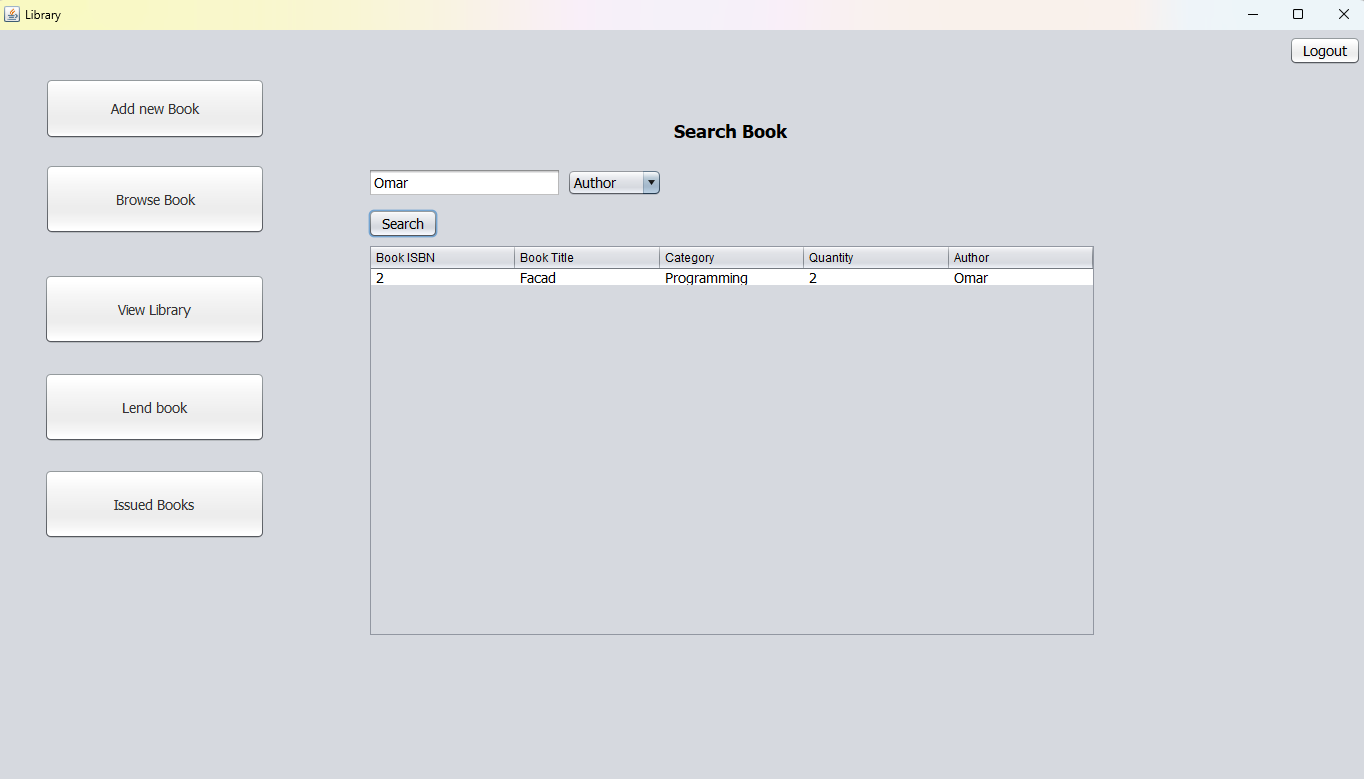 Library
Logout
Add new Book
Browse Book
View Library
Lend book
Issued Books
Search Book
Omar Author
Search
Book ISBN Book Title Category Quantity Author
2 Facad Programming 2 Omar